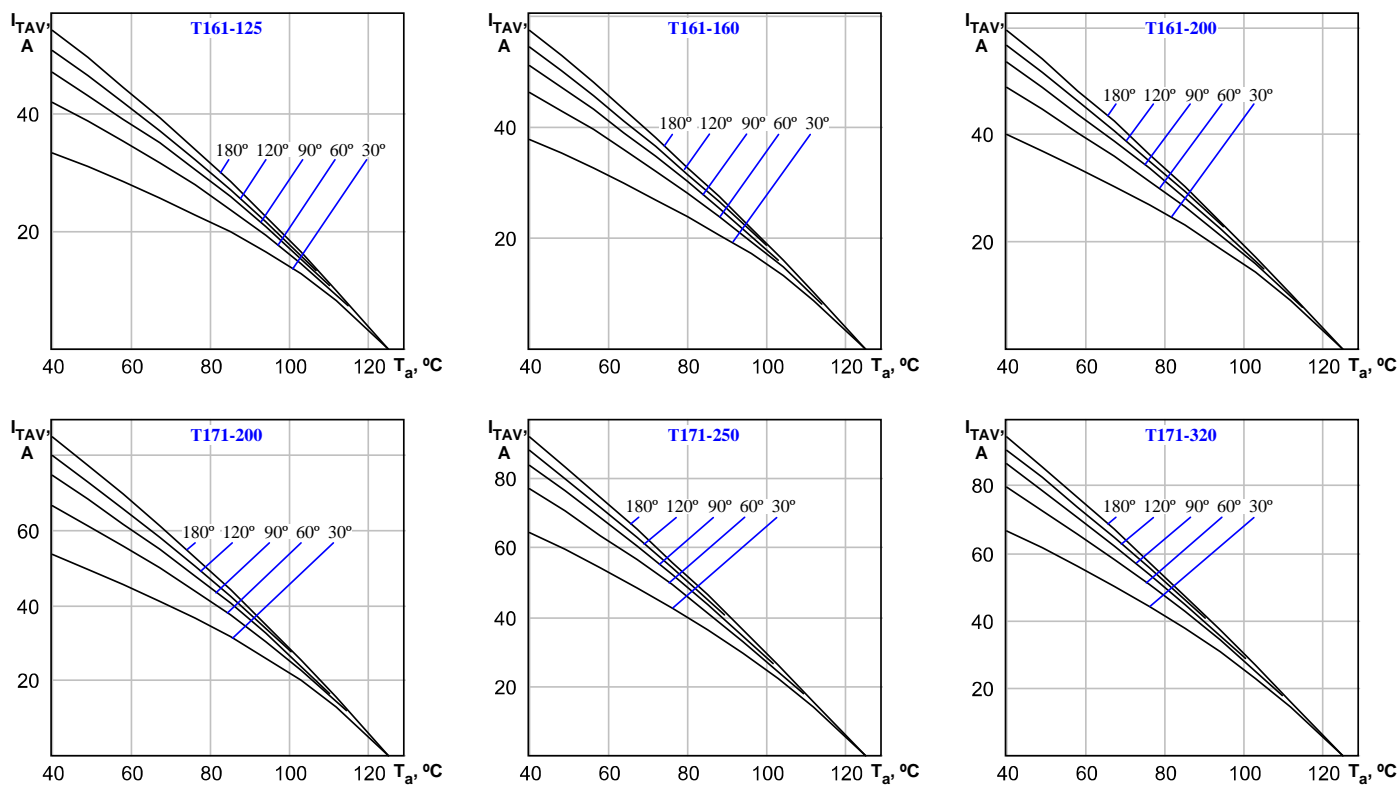 I_TAV, A
T161-125
40
180º 120º 90º 60º 30º
20
40 60 80 100 120 T_a, ºC
I_TAV, A
T161-160
40
180º 120º 90º 60º 30º
20
40 60 80 100 120 T_a, ºC
I_TAV, A
T161-200
180º 120º 90º 60º 30º
40
20
40 60 80 100 120 T_a, ºC
I_TAV, A
T171-200
60
180º 120º 90º 60º 30º
40
20
40 60 80 100 120 T_a, ºC
I_TAV, A
T171-250
80
180º 120º 90º 60º 30º
60
40
20
40 60 80 100 120 T_a, ºC
I_TAV, A
T171-320
80
180º 120º 90º 60º 30º
60
40
20
40 60 80 100 120 T_a, ºC